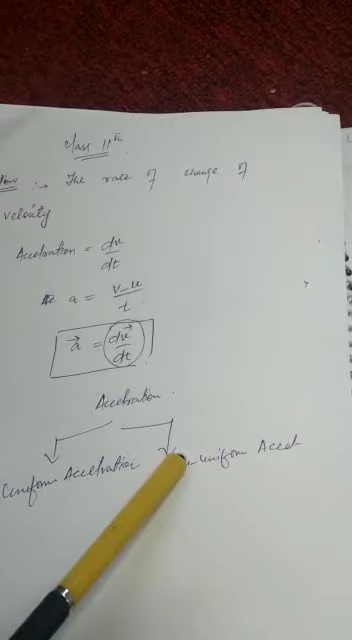 Class 11th
:→ The rate of change of
velocity
Acceleration = dv/dt
a = v-u/t
a⃗ = dv⃗/dt
Acceleration.
Uniform Acceleration
uniform Accel